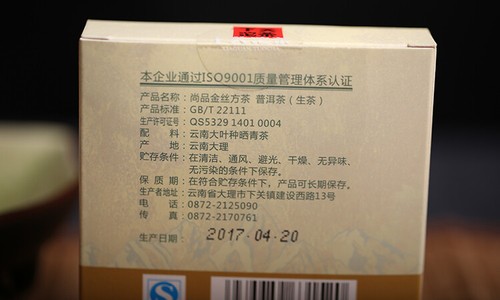 本企业通过ISO9001质量管理体系认证
产品名称：尚品金丝方茶 普洱茶（生茶）
产品标准：GB/T 22111
生产许可证号：QS5329 1401 0004
配 料：云南大叶种晒青茶
产 地：云南大理
贮存条件：在清洁、通风、避光、干燥、无异味、
无污染的条件下保存。
保 质 期：在符合贮存条件下，产品可长期保存。
生产者地址：云南省大理市下关镇建设西路13号
电 话：0872-2125090
传 真：0872-2170761
生产日期：2017.04.20